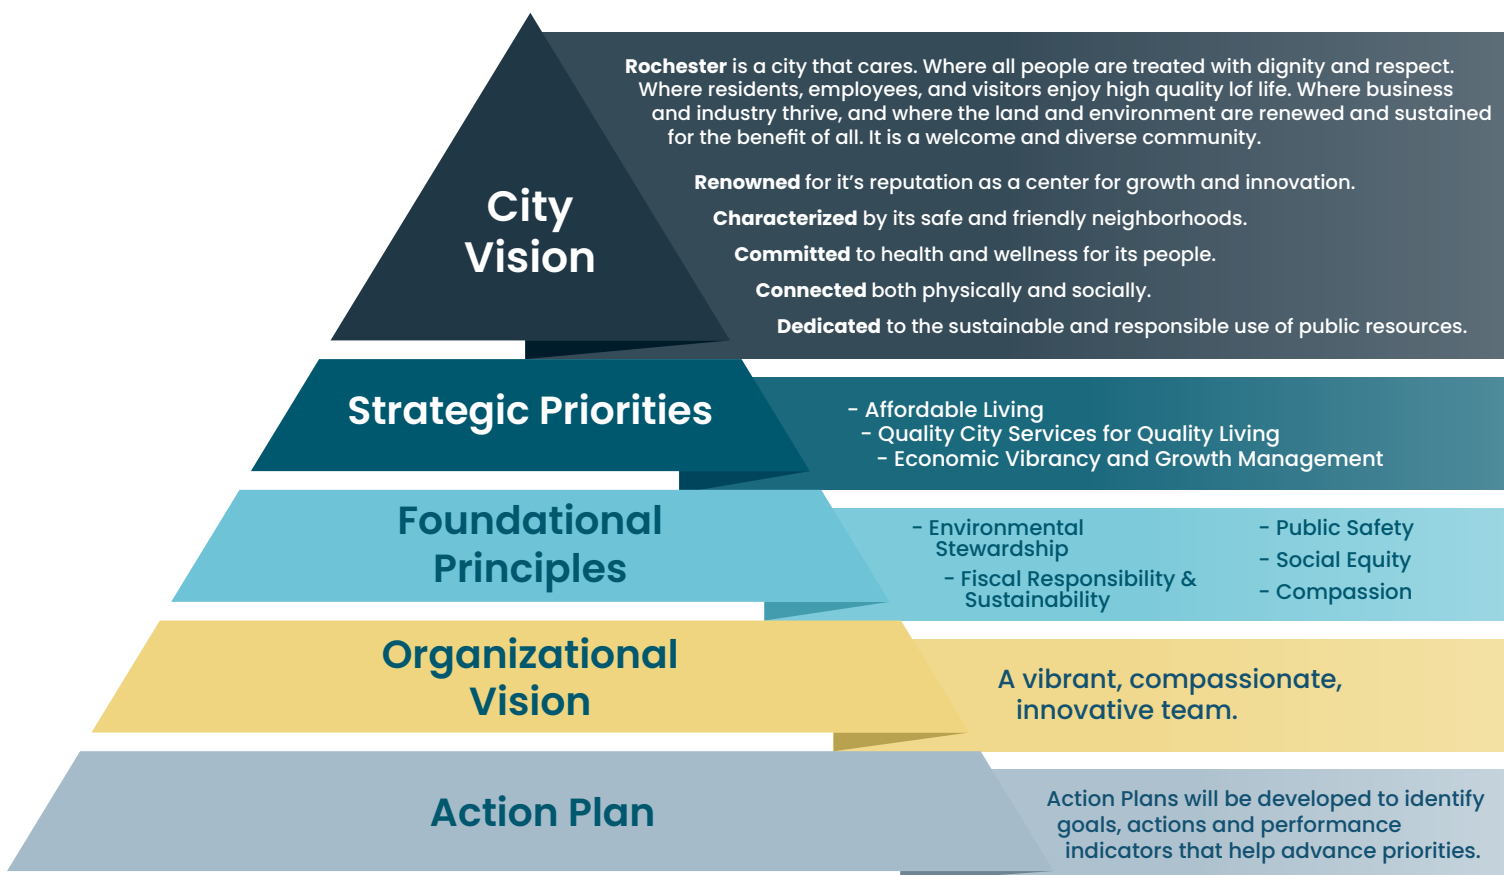 City
Vision
Rochester is a city that cares. Where all people are treated with dignity and respect.
Where residents, employees, and visitors enjoy high quality lof life. Where business
and industry thrive, and where the land and environment are renewed and sustained
for the benefit of all. It is a welcome and diverse community.
Renowned for it's reputation as a center for growth and innovation.
Characterized by its safe and friendly neighborhoods.
Committed to health and wellness for its people.
Connected both physically and socially.
Dedicated to the sustainable and responsible use of public resources.
Strategic Priorities
- Affordable Living
- Quality City Services for Quality Living
- Economic Vibrancy and Growth Management
Foundational
Principles
- Environmental
Stewardship
- Fiscal Responsibility &
Sustainability
- Public Safety
- Social Equity
- Compassion
Organizational
Vision
A vibrant, compassionate,
innovative team.
Action Plan
Action Plans will be developed to identify
goals, actions and performance
indicators that help advance priorities.